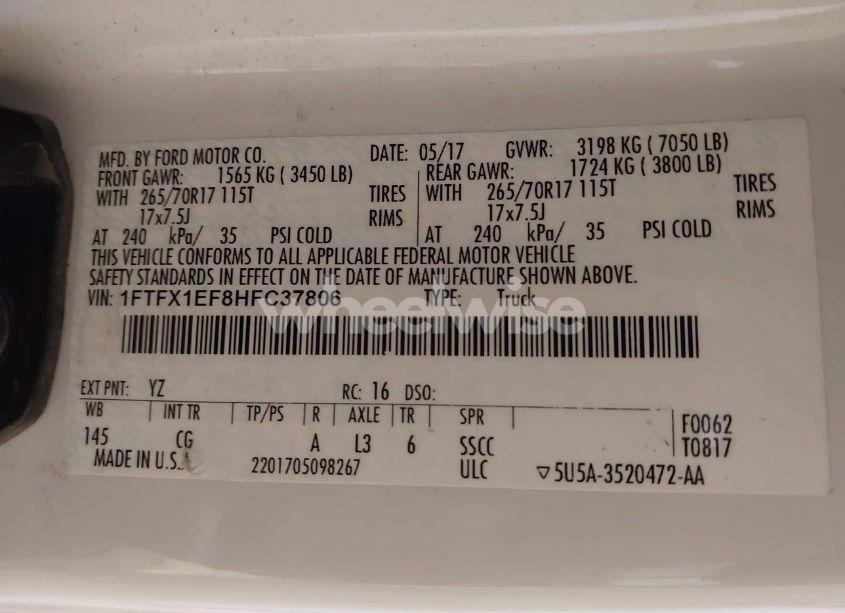 MFD. BY FORD MOTOR CO. DATE: 05/17 GVWR: 3198 KG ( 7050 LB)
FRONT GAWR: 1565 KG ( 3450 LB) REAR GAWR: 1724 KG ( 3800 LB)
WITH 265/70R17 115T TIRES WITH 265/70R17 115T TIRES
17x7.5J RIMS 17x7.5J RIMS
AT 240 kPa/ 35 PSI COLD AT 240 kPa/ 35 PSI COLD
THIS VEHICLE CONFORMS TO ALL APPLICABLE FEDERAL MOTOR VEHICLE
SAFETY STANDARDS IN EFFECT ON THE DATE OF MANUFACTURE SHOWN ABOVE.
VIN: 1FTFX1EF8HFC37806 TYPE: Truck
wheelwise
EXT PNT: YZ RC: 16 DSO:
WB INT TR TP/PS R AXLE TR SPR F0062
145 CG A L3 6 SSCC T0817
MADE IN U.S.A 2201705098267 ULC ▽5U5A-3520472-AA